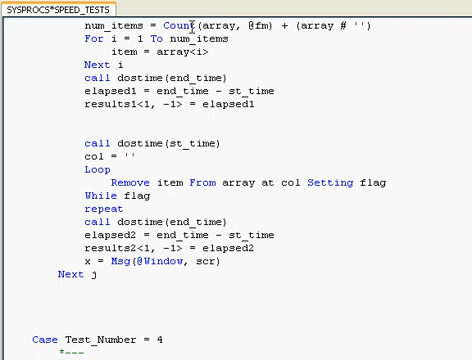 SYSPROCS*SPEED_TESTS
num_items = Count(array, @fm) + (array # '')
For i = 1 To num_items
item = array<i>
Next i
call dostime(end_time)
elapsed1 = end_time - st_time
results1<1, -1> = elapsed1
call dostime(st_time)
col = ''
Loop
Remove item From array at col Setting flag
While flag
repeat
call dostime(end_time)
elapsed2 = end_time - st_time
results2<1, -1> = elapsed2
x = Msg(@Window, scr)
Next j
Case Test_Number = 4
*---